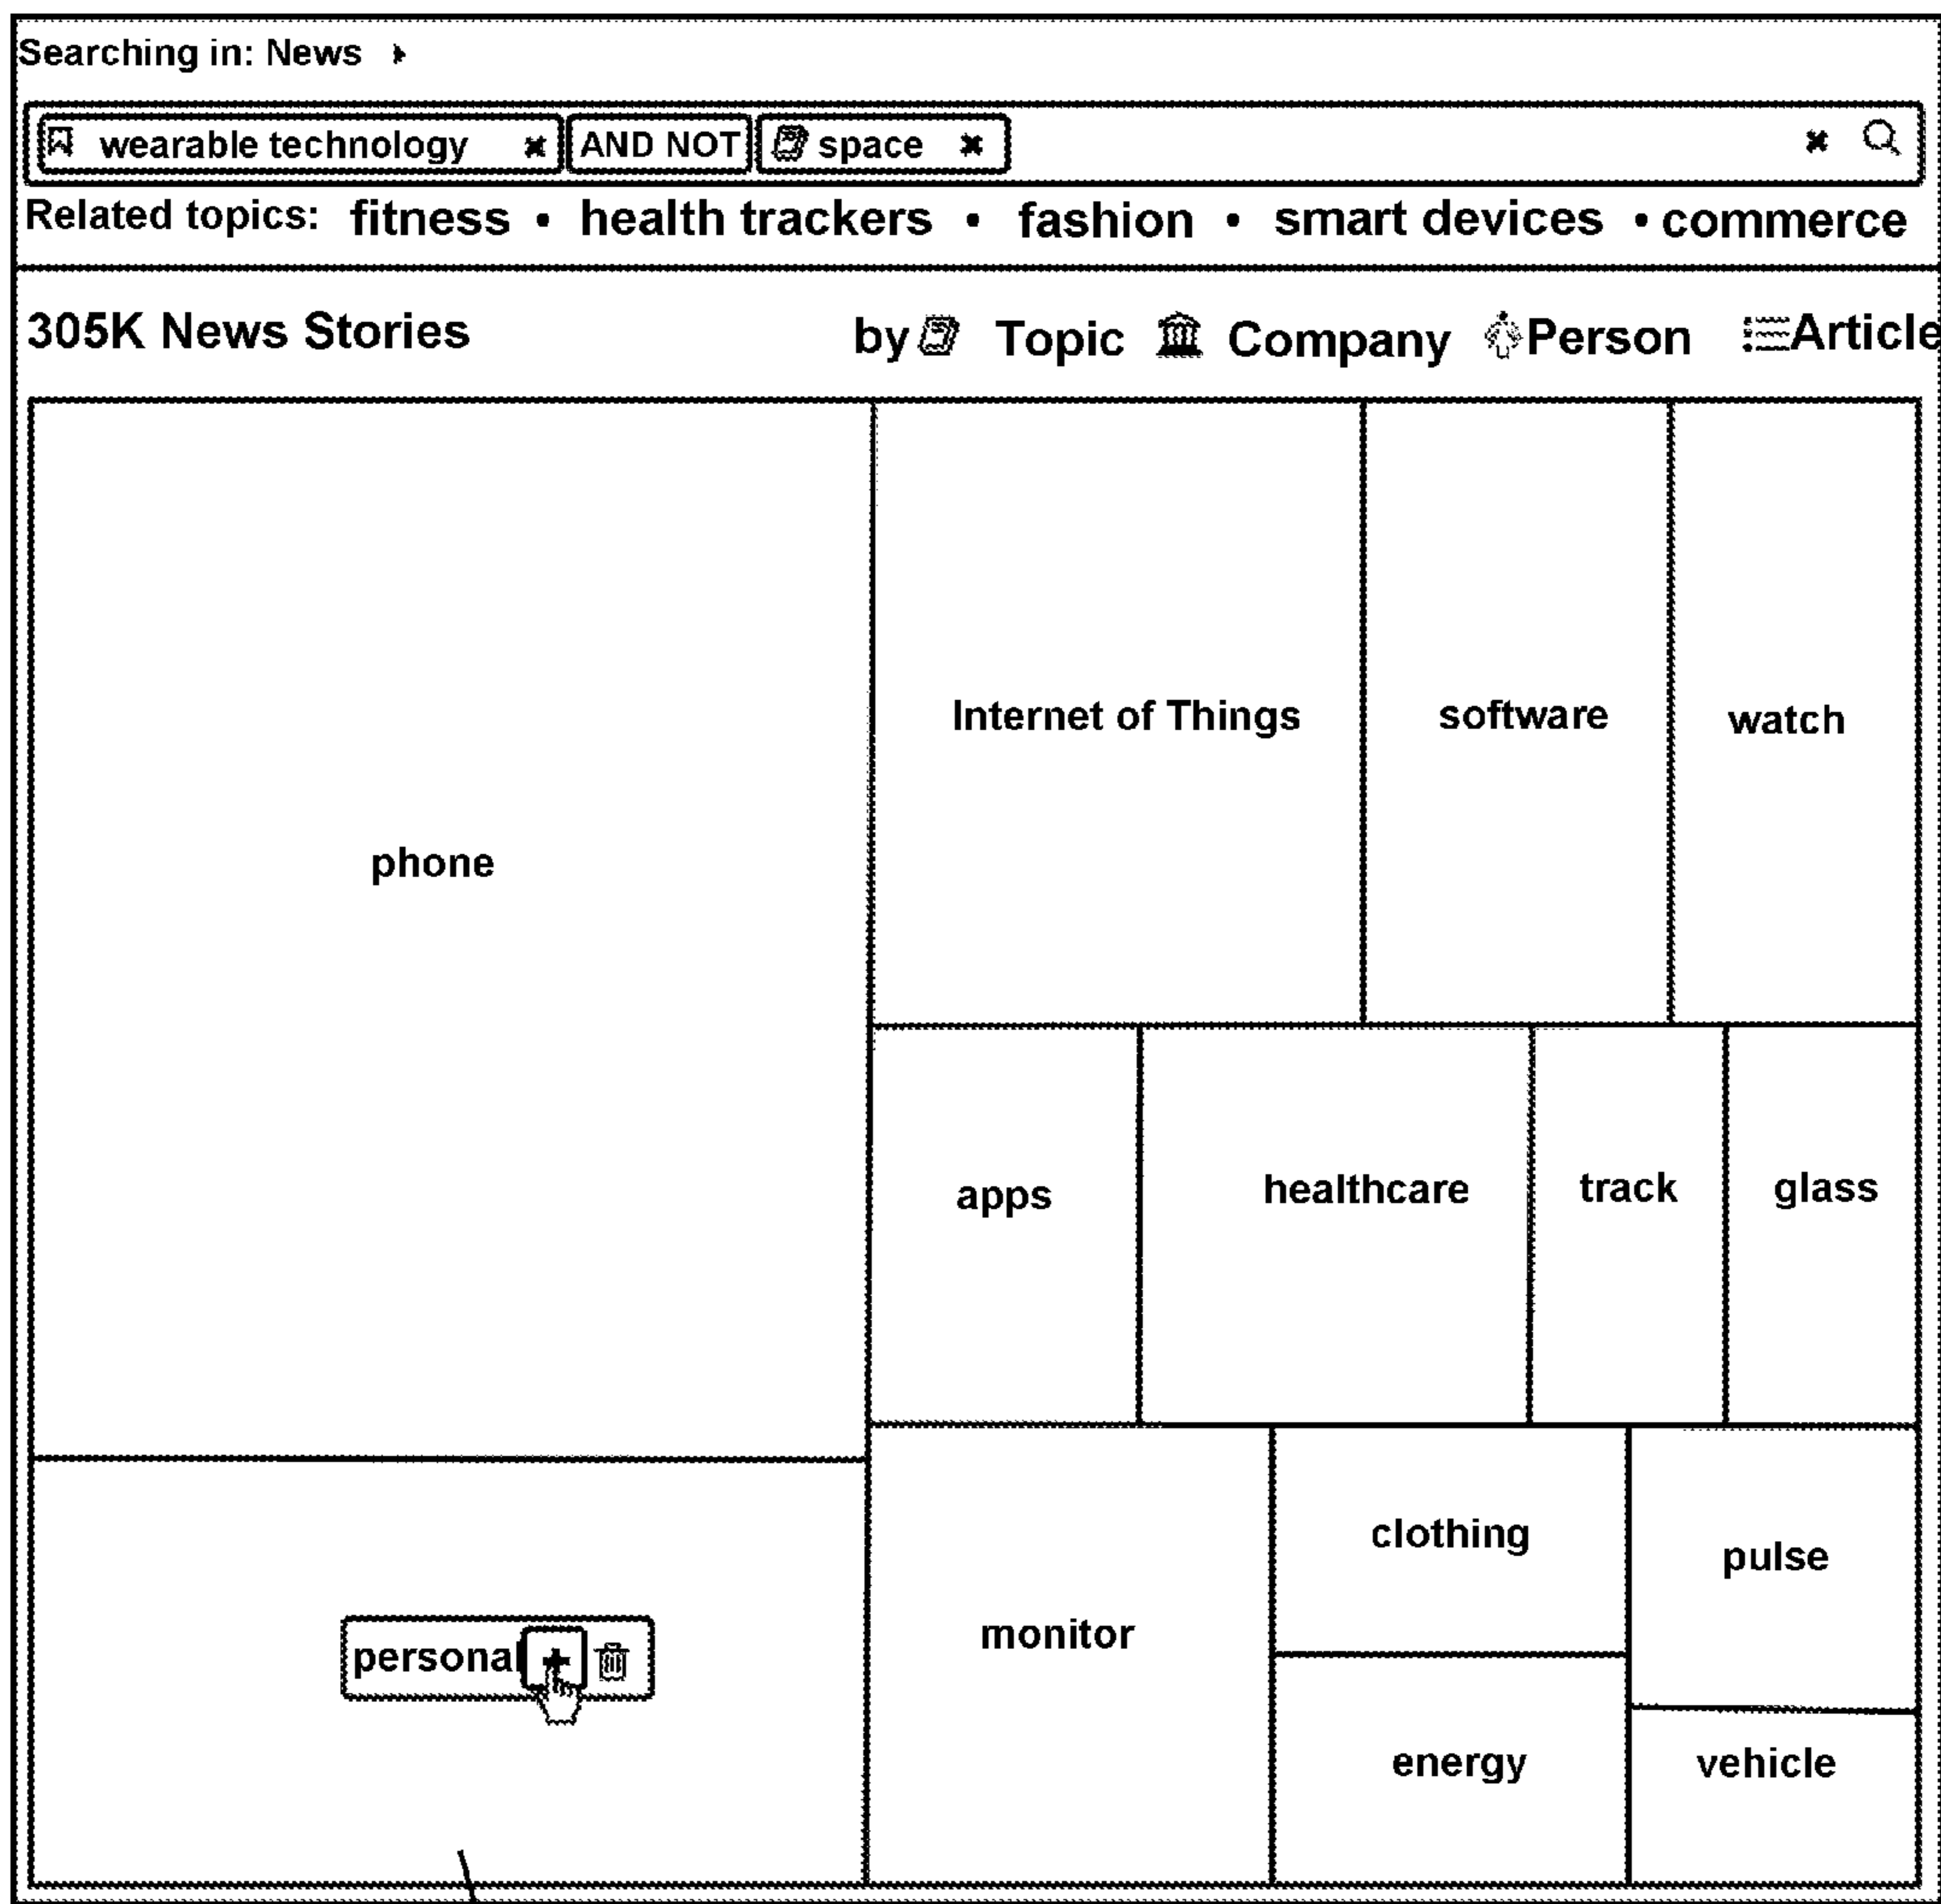 Searching in: News
wearable technology AND NOT space
Related topics: fitness • health trackers • fashion • smart devices • commerce
305K News Stories by Topic Company Person Article
phone
Internet of Things
software
watch
apps
healthcare
track
glass
personal
monitor
clothing
pulse
energy
vehicle